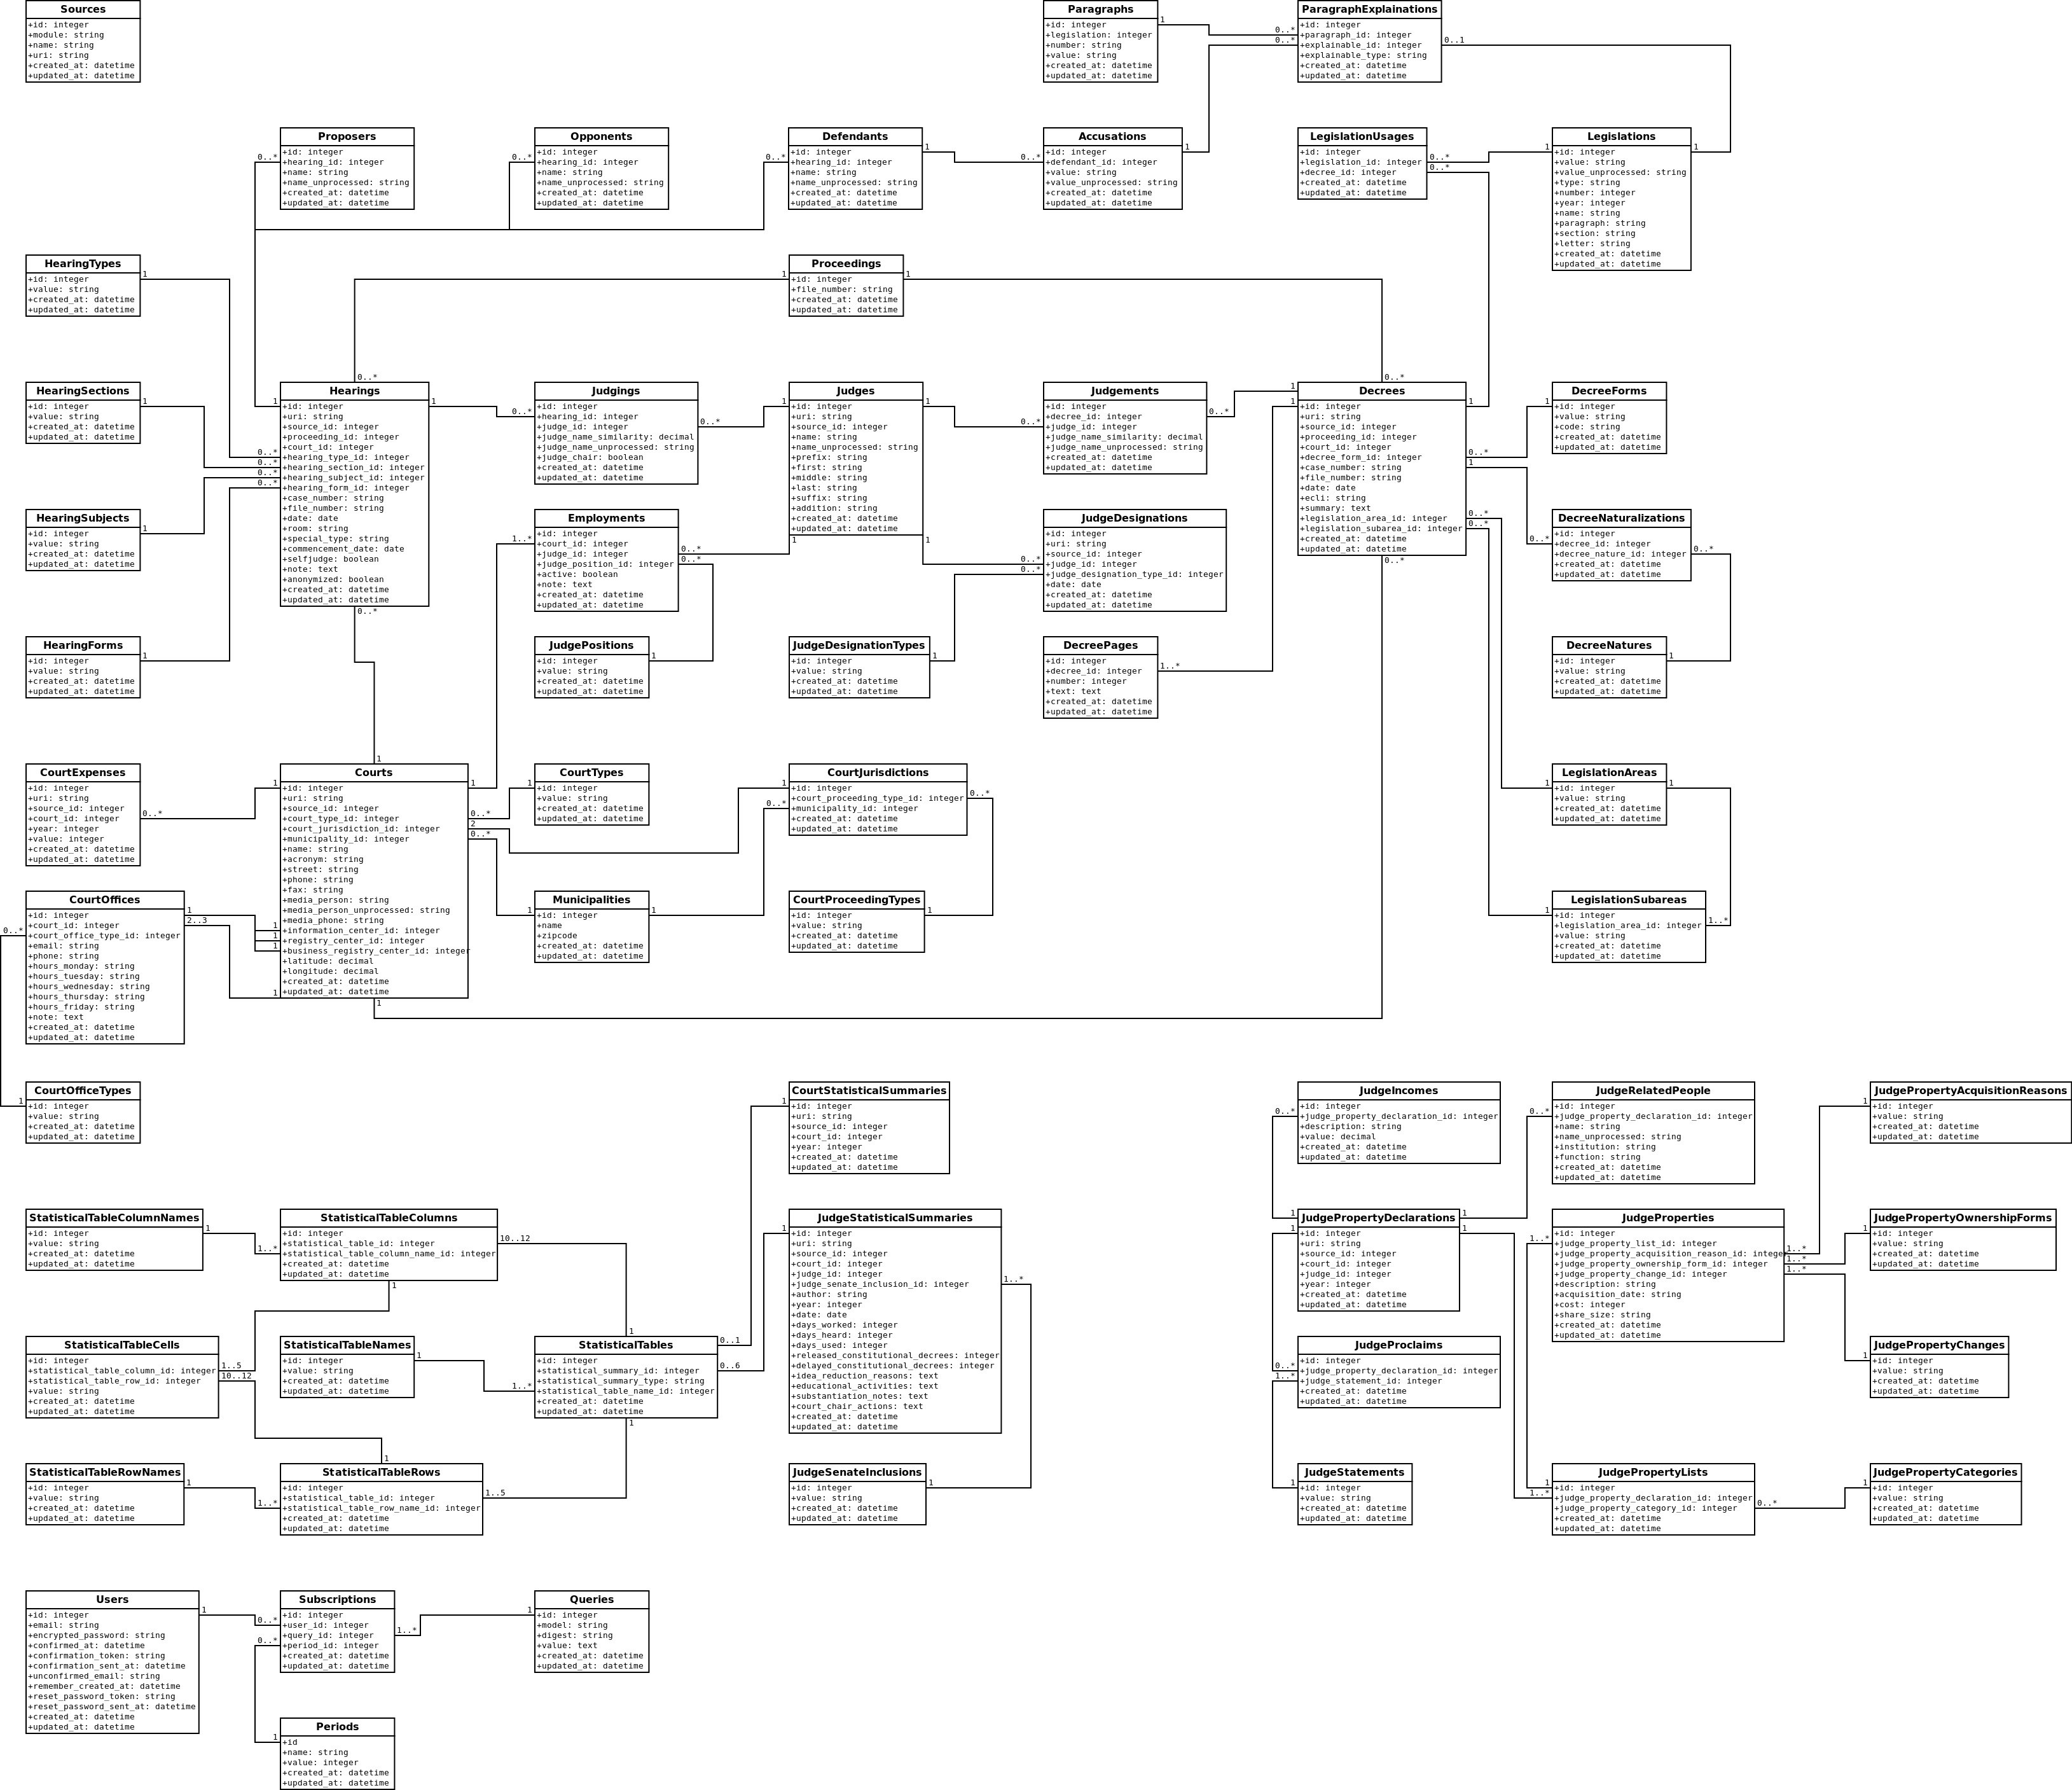 Sources
+id: integer
+module: string
+name: string
+uri: string
+created_at: datetime
+updated_at: datetime
Paragraphs
+id: integer
+legislation: integer
+number: string
+value: string
+created_at: datetime
+updated_at: datetime
1
0..*
0..*
ParagraphExplainations
+id: integer
+paragraph_id: integer
+explainable_id: integer
+explainable_type: string
+created_at: datetime
+updated_at: datetime
0..1
Proposers
+id: integer
+hearing_id: integer
+name: string
+name_unprocessed: string
+created_at: datetime
+updated_at: datetime
0..*
Opponents
+id: integer
+hearing_id: integer
+name: string
+name_unprocessed: string
+created_at: datetime
+updated_at: datetime
0..*
Defendants
+id: integer
+hearing_id: integer
+name: string
+name_unprocessed: string
+created_at: datetime
+updated_at: datetime
0..*
1
0..*
Accusations
+id: integer
+defendant_id: integer
+value: string
+value_unprocessed: string
+created_at: datetime
+updated_at: datetime
1
LegislationUsages
+id: integer
+legislation_id: integer
+decree_id: integer
+created_at: datetime
+updated_at: datetime
0..*
0..*
1
Legislations
+id: integer
+value: string
+value_unprocessed: string
+type: string
+number: integer
+year: integer
+name: string
+paragraph: string
+section: string
+letter: string
+created_at: datetime
+updated_at: datetime
1
HearingTypes
+id: integer
+value: string
+created_at: datetime
+updated_at: datetime
1
Proceedings
+id: integer
+file_number: string
+created_at: datetime
+updated_at: datetime
1
1
HearingSections
+id: integer
+value: string
+created_at: datetime
+updated_at: datetime
1
0..*
Hearings
+id: integer
+uri: string
+source_id: integer
+proceeding_id: integer
+court_id: integer
+hearing_type_id: integer
+hearing_section_id: integer
+hearing_subject_id: integer
+hearing_form_id: integer
+case_number: string
+file_number: string
+date: date
+room: string
+special_type: string
+commencement_date: date
+selfjudge: boolean
+note: text
+anonymized: boolean
+created_at: datetime
+updated_at: datetime
1
0..*
0..*
0..*
0..*
1
0..*
0..*
Judgings
+id: integer
+hearing_id: integer
+judge_id: integer
+judge_name_similarity: decimal
+judge_name_unprocessed: string
+judge_chair: boolean
+created_at: datetime
+updated_at: datetime
0..*
1
Judges
+id: integer
+uri: string
+source_id: integer
+name: string
+name_unprocessed: string
+prefix: string
+first: string
+middle: string
+last: string
+suffix: string
+addition: string
+created_at: datetime
+updated_at: datetime
1
1
1
0..*
Judgements
+id: integer
+decree_id: integer
+judge_id: integer
+judge_name_similarity: decimal
+judge_name_unprocessed: string
+created_at: datetime
+updated_at: datetime
0..*
1
1
0..*
Decrees
+id: integer
+uri: string
+source_id: integer
+proceeding_id: integer
+court_id: integer
+decree_form_id: integer
+case_number: string
+file_number: string
+date: date
+ecli: string
+summary: text
+legislation_area_id: integer
+legislation_subarea_id: integer
+created_at: datetime
+updated_at: datetime
1
0..*
1
0..*
0..*
0..*
1
DecreeForms
+id: integer
+value: string
+code: string
+created_at: datetime
+updated_at: datetime
HearingSubjects
+id: integer
+value: string
+created_at: datetime
+updated_at: datetime
1
1..*
Employments
+id: integer
+court_id: integer
+judge_id: integer
+judge_position_id: integer
+active: boolean
+note: text
+created_at: datetime
+updated_at: datetime
0..*
0..*
0..*
0..*
JudgeDesignations
+id: integer
+uri: string
+source_id: integer
+judge_id: integer
+judge_designation_type_id: integer
+date: date
+created_at: datetime
+updated_at: datetime
0..*
DecreeNaturalizations
+id: integer
+decree_id: integer
+decree_nature_id: integer
+created_at: datetime
+updated_at: datetime
0..*
HearingForms
+id: integer
+value: string
+created_at: datetime
+updated_at: datetime
1
JudgePositions
+id: integer
+value: string
+created_at: datetime
+updated_at: datetime
1
JudgeDesignationTypes
+id: integer
+value: string
+created_at: datetime
+updated_at: datetime
1
DecreePages
+id: integer
+decree_id: integer
+number: integer
+text: text
+created_at: datetime
+updated_at: datetime
1..*
DecreeNatures
+id: integer
+value: string
+created_at: datetime
+updated_at: datetime
1
CourtExpenses
+id: integer
+uri: string
+source_id: integer
+court_id: integer
+year: integer
+value: integer
+created_at: datetime
+updated_at: datetime
0..*
1
1
Courts
+id: integer
+uri: string
+source_id: integer
+court_type_id: integer
+court_jurisdiction_id: integer
+municipality_id: integer
+name: string
+acronym: string
+street: string
+phone: string
+fax: string
+media_person: string
+media_person_unprocessed: string
+media_phone: string
+information_center_id: integer
+registry_center_id: integer
+business_registry_center_id: integer
+latitude: decimal
+longitude: decimal
+created_at: datetime
+updated_at: datetime
1
0..*
2
0..*
1
1
1
1
1
1
CourtTypes
+id: integer
+value: string
+created_at: datetime
+updated_at: datetime
1
0..*
CourtJurisdictions
+id: integer
+court_proceeding_type_id: integer
+municipality_id: integer
+created_at: datetime
+updated_at: datetime
0..*
1
LegislationAreas
+id: integer
+value: string
+created_at: datetime
+updated_at: datetime
1
CourtOffices
+id: integer
+court_id: integer
+court_office_type_id: integer
+email: string
+phone: string
+hours_monday: string
+hours_tuesday: string
+hours_wednesday: string
+hours_thursday: string
+hours_friday: string
+note: text
+created_at: datetime
+updated_at: datetime
1
2..3
0..*
1
Municipalities
+id: integer
+name
+zipcode
+created_at: datetime
+updated_at: datetime
1
CourtProceedingTypes
+id: integer
+value: string
+created_at: datetime
+updated_at: datetime
1
1
LegislationSubareas
+id: integer
+legislation_area_id: integer
+value: string
+created_at: datetime
+updated_at: datetime
1..*
1
CourtOfficeTypes
+id: integer
+value: string
+created_at: datetime
+updated_at: datetime
1
CourtStatisticalSummaries
+id: integer
+uri: string
+source_id: integer
+court_id: integer
+year: integer
+created_at: datetime
+updated_at: datetime
0..*
JudgeIncomes
+id: integer
+judge_property_declaration_id: integer
+description: string
+value: decimal
+created_at: datetime
+updated_at: datetime
0..*
JudgeRelatedPeople
+id: integer
+judge_property_declaration_id: integer
+name: string
+name_unprocessed: string
+institution: string
+function: string
+created_at: datetime
+updated_at: datetime
1
JudgePropertyAcquisitionReasons
+id: integer
+value: string
+created_at: datetime
+updated_at: datetime
StatisticalTableColumnNames
+id: integer
+value: string
+created_at: datetime
+updated_at: datetime
1
1..*
StatisticalTableColumns
+id: integer
+statistical_table_id: integer
+statistical_table_column_name_id: integer
+created_at: datetime
+updated_at: datetime
10..12
1
1
JudgeStatisticalSummaries
+id: integer
+uri: string
+source_id: integer
+court_id: integer
+judge_id: integer
+judge_senate_inclusion_id: integer
+author: string
+year: integer
+date: date
+days_worked: integer
+days_heard: integer
+days_used: integer
+released_constitutional_decrees: integer
+delayed_constitutional_decrees: integer
+idea_reduction_reasons: text
+educational_activities: text
+substantiation_notes: text
+court_chair_actions: text
+created_at: datetime
+updated_at: datetime
1..*
1
1
JudgePropertyDeclarations
+id: integer
+uri: string
+source_id: integer
+court_id: integer
+judge_id: integer
+year: integer
+created_at: datetime
+updated_at: datetime
1
1
1..*
JudgeProperties
+id: integer
+judge_property_list_id: integer
+judge_property_acquisition_reason_id: integer
+judge_property_ownership_form_id: integer
+judge_property_change_id: integer
+description: string
+acquisition_date: string
+cost: integer
+share_size: string
+created_at: datetime
+updated_at: datetime
1..*
1..*
1..*
1
JudgePropertyOwnershipForms
+id: integer
+value: string
+created_at: datetime
+updated_at: datetime
StatisticalTableCells
+id: integer
+statistical_table_column_id: integer
+statistical_table_row_id: integer
+value: string
+created_at: datetime
+updated_at: datetime
1..5
10..12
StatisticalTableNames
+id: integer
+value: string
+created_at: datetime
+updated_at: datetime
1
1..*
1
StatisticalTables
+id: integer
+statistical_summary_id: integer
+statistical_summary_type: string
+statistical_table_name_id: integer
+created_at: datetime
+updated_at: datetime
0..1
0..6
1
0..*
1..*
JudgeProclaims
+id: integer
+judge_property_declaration_id: integer
+judge_statement_id: integer
+created_at: datetime
+updated_at: datetime
1
JudgePropertyChanges
+id: integer
+value: string
+created_at: datetime
+updated_at: datetime
StatisticalTableRowNames
+id: integer
+value: string
+created_at: datetime
+updated_at: datetime
1
1..*
1
StatisticalTableRows
+id: integer
+statistical_table_id: integer
+statistical_table_row_name_id: integer
+created_at: datetime
+updated_at: datetime
1..5
JudgeSenateInclusions
+id: integer
+value: string
+created_at: datetime
+updated_at: datetime
1
1
JudgeStatements
+id: integer
+value: string
+created_at: datetime
+updated_at: datetime
1
1..*
JudgePropertyLists
+id: integer
+judge_property_declaration_id: integer
+judge_property_category_id: integer
+created_at: datetime
+updated_at: datetime
0..*
1
JudgePropertyCategories
+id: integer
+value: string
+created_at: datetime
+updated_at: datetime
Users
+id: integer
+email: string
+encrypted_password: string
+confirmed_at: datetime
+confirmation_token: string
+confirmation_sent_at: datetime
+unconfirmed_email: string
+remember_created_at: datetime
+reset_password_token: string
+reset_password_sent_at: datetime
+created_at: datetime
+updated_at: datetime
1
0..*
0..*
Subscriptions
+id: integer
+user_id: integer
+query_id: integer
+period_id: integer
+created_at: datetime
+updated_at: datetime
1..*
1
Queries
+id: integer
+model: string
+digest: string
+value: text
+created_at: datetime
+updated_at: datetime
1
Periods
+id
+name: string
+value: integer
+created_at: datetime
+updated_at: datetime